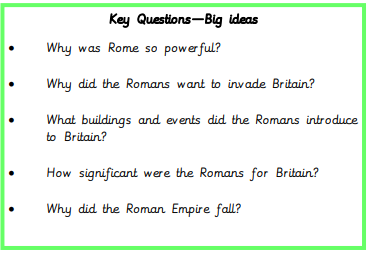 Key Questions—Big ideas
• Why was Rome so powerful?
• Why did the Romans want to invade Britain?
• What buildings and events did the Romans introduce
to Britain?
• How significant were the Romans for Britain?
• Why did the Roman Empire fall?